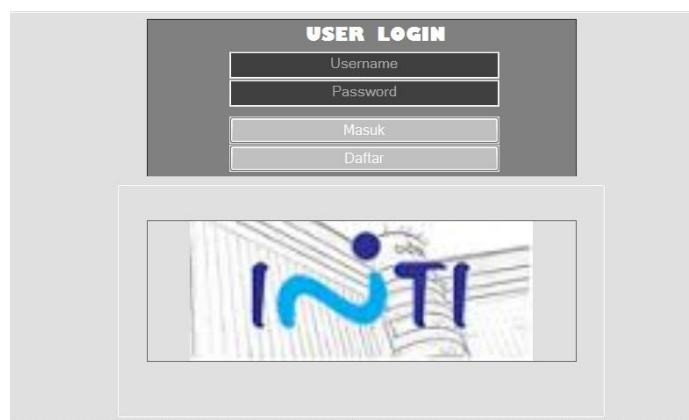 USER LOGIN
Username
Password
Masuk
Daftar
INTI